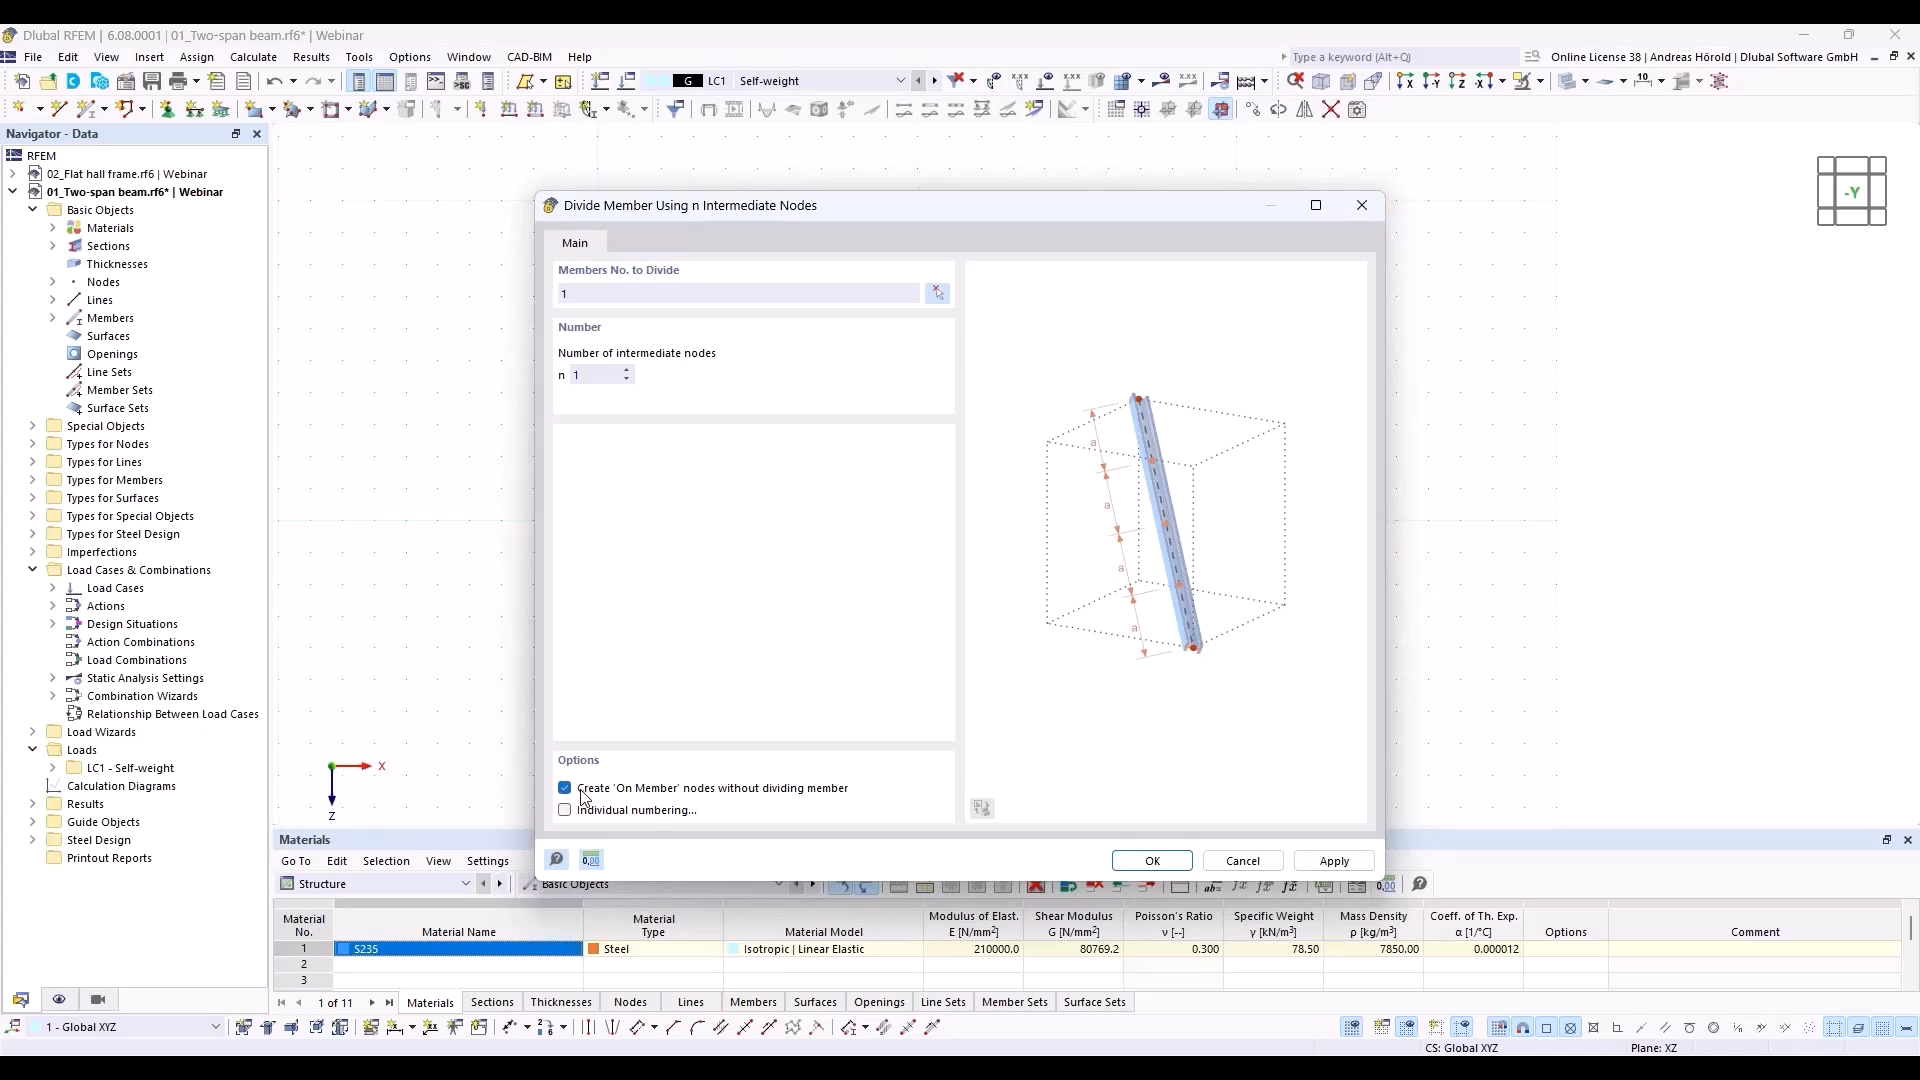 Dlubal RFEM | 6.08.0001 | 01_Two-span beam.rf6* | Webinar
File Edit View Insert Assign Calculate Results Tools Options Window CAD-BIM Help
Type a keyword (Alt+Q)
Online License 38 | Andreas Hörold | Dlubal Software GmbH
G LC1 Self-weight
Navigator - Data
RFEM
02_Flat hall frame.rf6 | Webinar
01_Two-span beam.rf6* | Webinar
Basic Objects
Materials
Sections
Thicknesses
Nodes
Lines
Members
Surfaces
Openings
Line Sets
Member Sets
Surface Sets
Special Objects
Types for Nodes
Types for Lines
Types for Members
Types for Surfaces
Types for Special Objects
Types for Steel Design
Imperfections
Load Cases & Combinations
Load Cases
Actions
Design Situations
Action Combinations
Load Combinations
Static Analysis Settings
Combination Wizards
Relationship Between Load Cases
Load Wizards
Loads
LC1 - Self-weight
Calculation Diagrams
Results
Guide Objects
Steel Design
Printout Reports
1 - Global XYZ
-Y
X
Z
Divide Member Using n Intermediate Nodes
Main
Members No. to Divide
1
Number
Number of intermediate nodes
n 1
a
a
a
a
Options
Create 'On Member' nodes without dividing member
Individual numbering...
0,00
OK Cancel Apply
Materials
Go To Edit Selection View Settings
Structure
Basic Objects
Material No. Material Name Material Type Material Model Modulus of Elast. E [N/mm²] Shear Modulus G [N/mm²] Poisson's Ratio ν [--] Specific Weight γ [kN/m³] Mass Density ρ [kg/m³] Coeff. of Th. Exp. α [1/°C] Options Comment
1 S235 Steel Isotropic | Linear Elastic 210000.0 80769.2 0.300 78.50 7850.00 0.000012
2
3
1 of 11 Materials Sections Thicknesses Nodes Lines Members Surfaces Openings Line Sets Member Sets Surface Sets
CS: Global XYZ
Plane: XZ